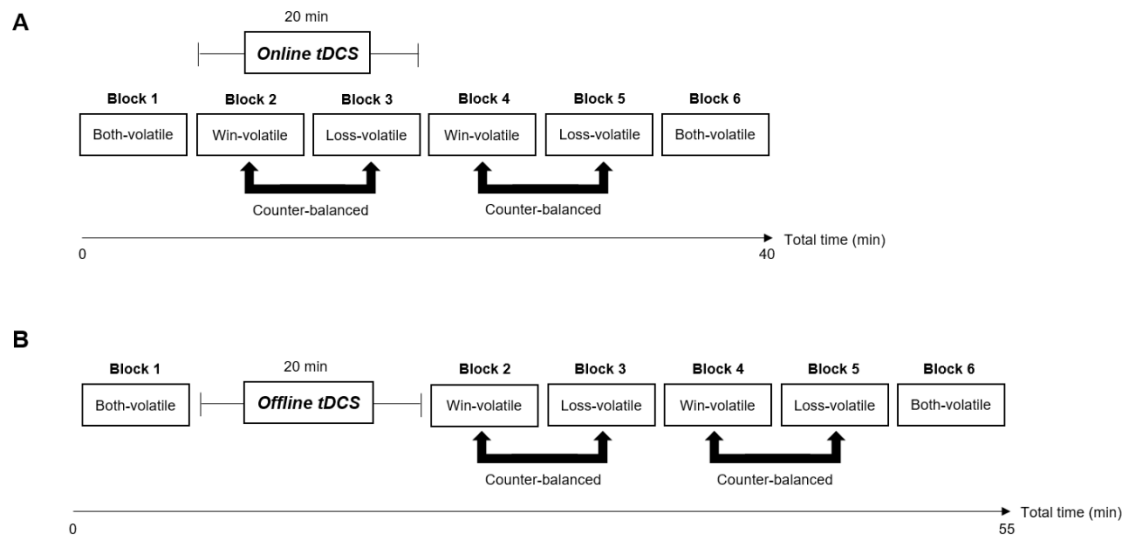 A
20 min
Online tDCS
Block 1 Block 2 Block 3 Block 4 Block 5 Block 6
Both-volatile Win-volatile Loss-volatile Win-volatile Loss-volatile Both-volatile
Counter-balanced Counter-balanced
Total time (min)
0 40
B
20 min
Block 1 Block 2 Block 3 Block 4 Block 5 Block 6
Both-volatile Offline tDCS Win-volatile Loss-volatile Win-volatile Loss-volatile Both-volatile
Counter-balanced Counter-balanced
Total time (min)
0 55